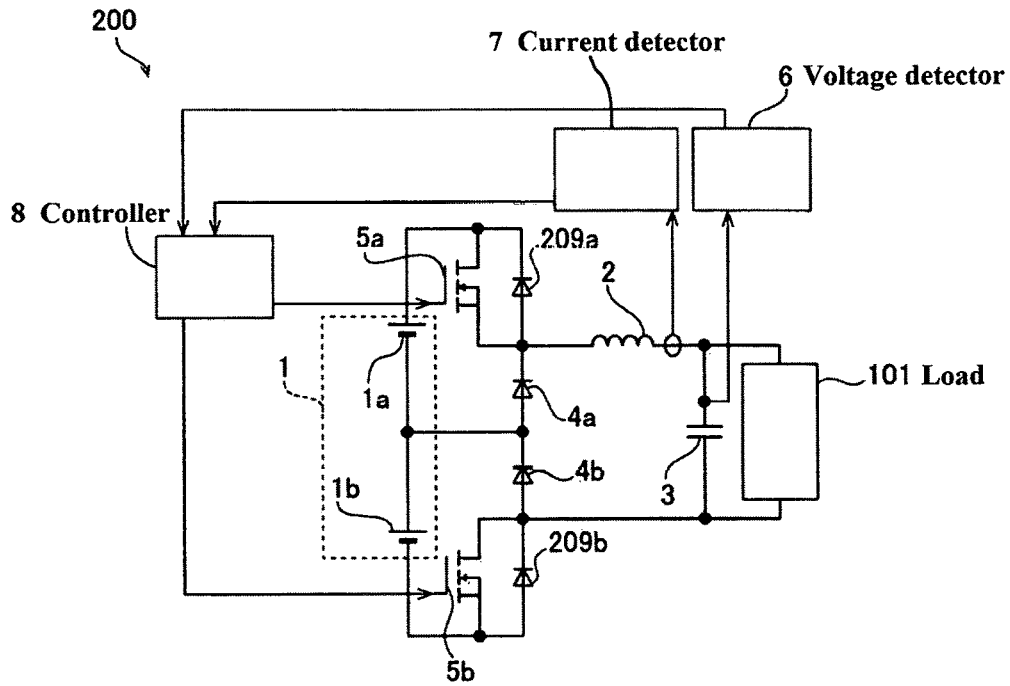 200
7 Current detector
6 Voltage detector
8 Controller
5a
209a
2
1
1a
4a
101 Load
1b
4b
3
209b
5b